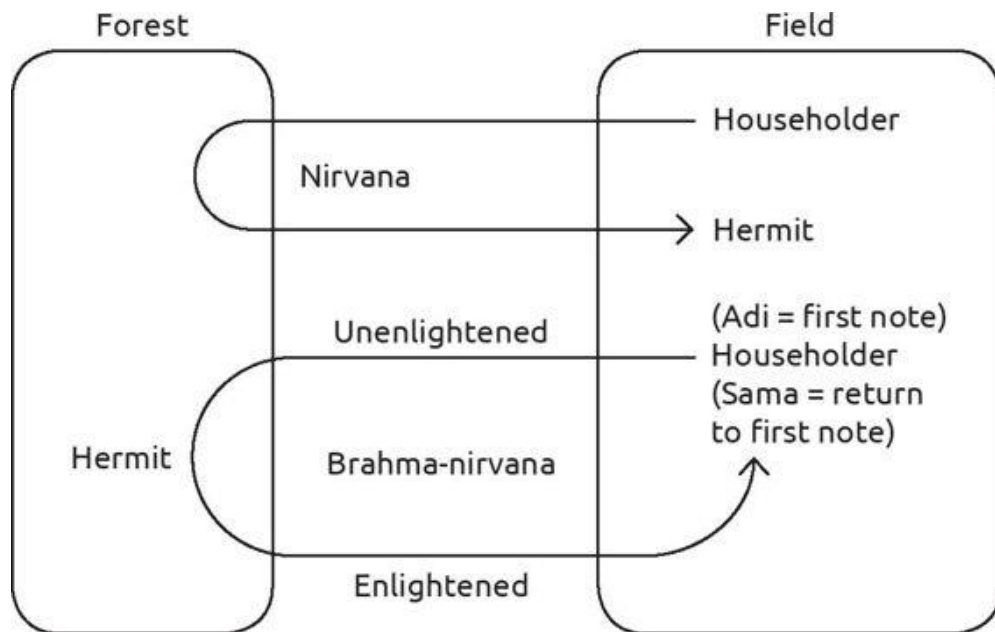 Forest
Field
Householder
Nirvana
Hermit
Unenlightened
(Adi = first note)
Householder
(Sama = return
to first note)
Hermit
Brahma-nirvana
Enlightened